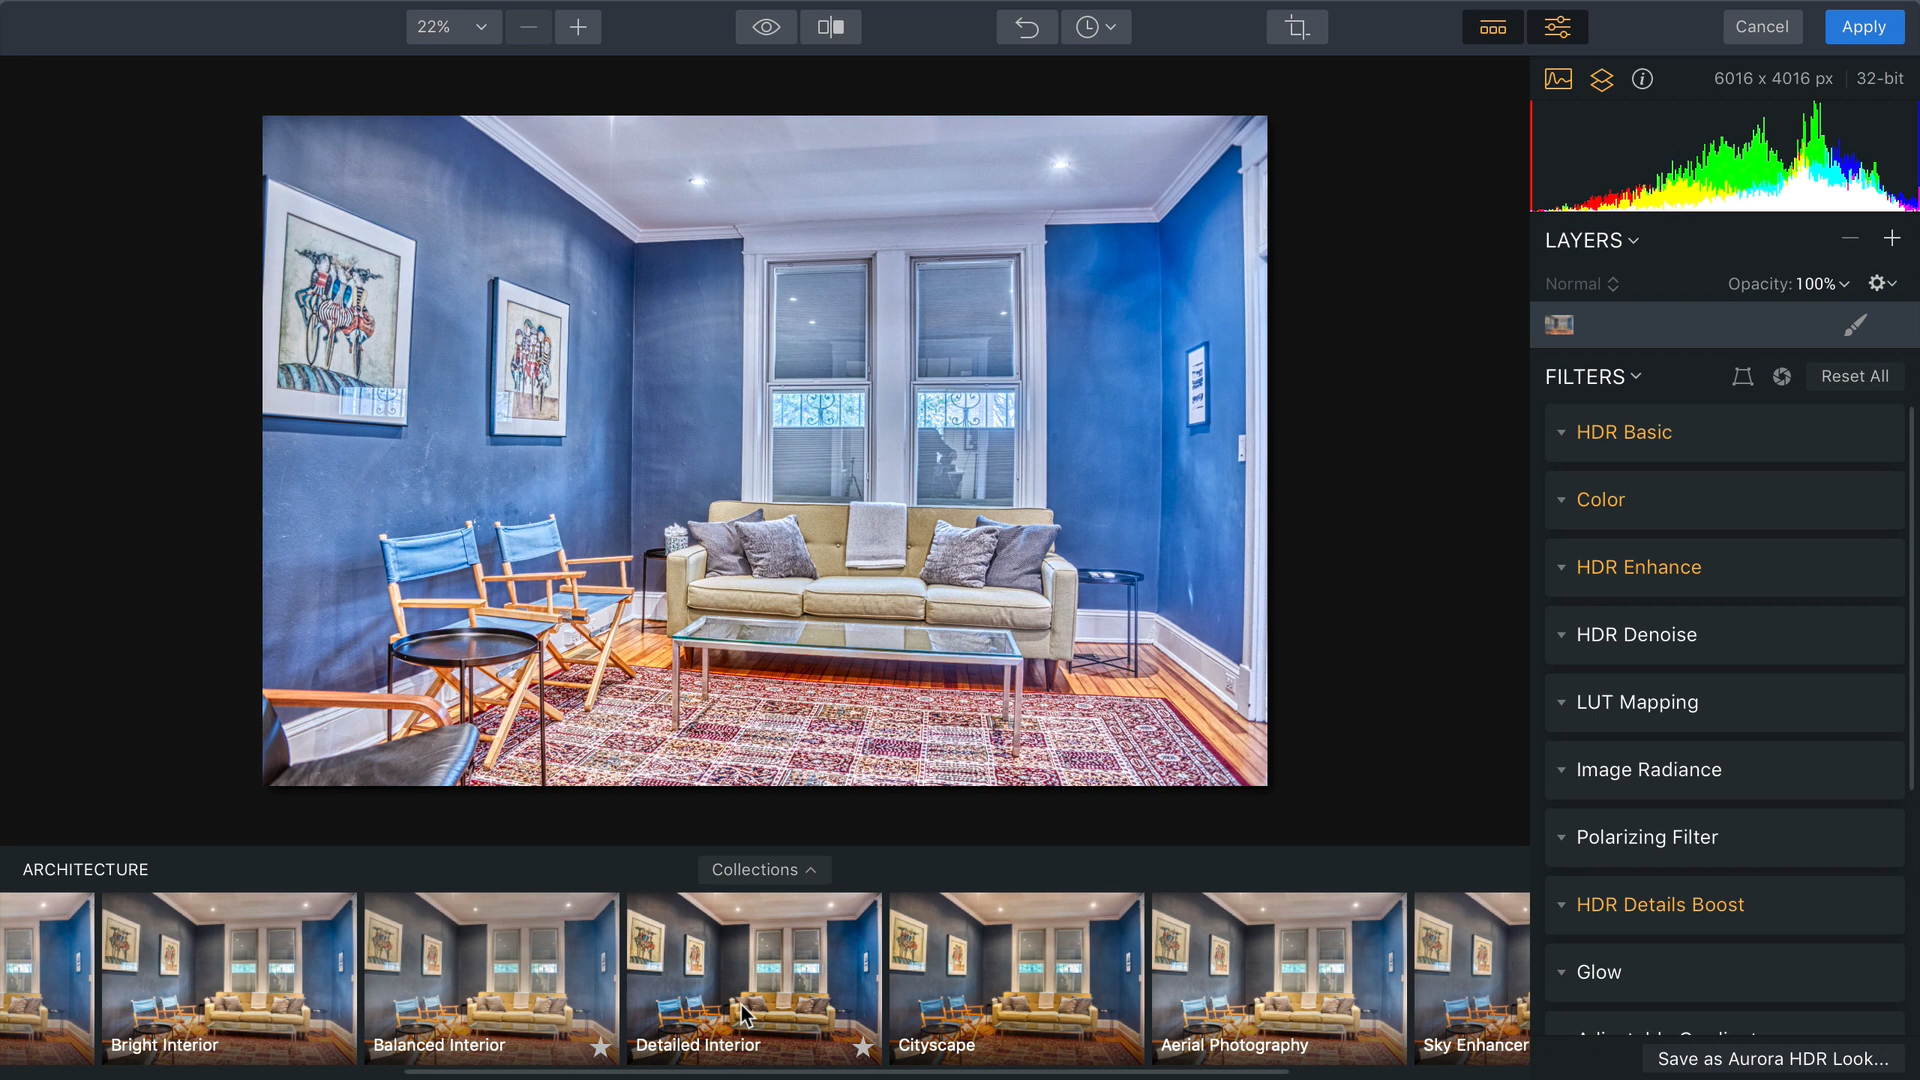 22%
Cancel
Apply
6016 x 4016 px
32-bit
LAYERS
Normal
Opacity: 100%
FILTERS
Reset All
HDR Basic
Color
HDR Enhance
HDR Denoise
LUT Mapping
Image Radiance
Polarizing Filter
HDR Details Boost
Glow
ARCHITECTURE
Collections
Bright Interior
Balanced Interior
Detailed Interior
Cityscape
Aerial Photography
Sky Enhancer
Save as Aurora HDR Look...